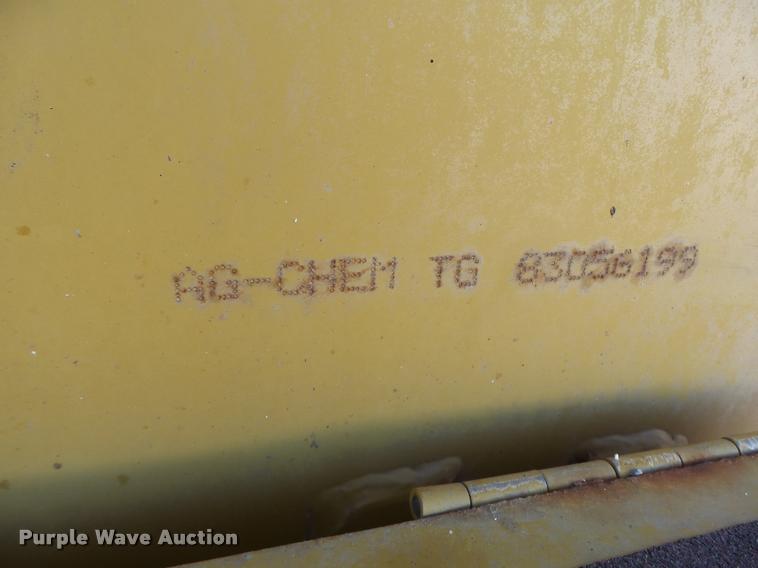 AG-CHEM TG 83056199
Purple Wave Auction